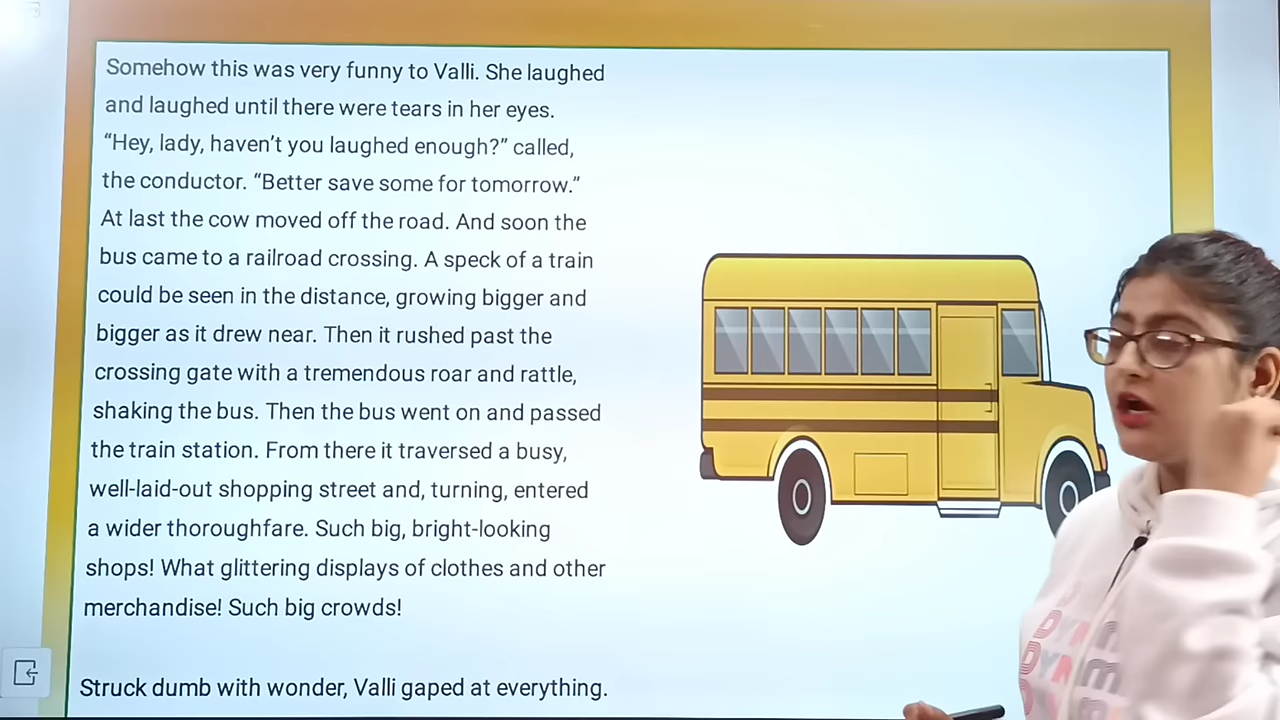 Somehow this was very funny to Valli. She laughed
and laughed until there were tears in her eyes.
“Hey, lady, haven’t you laughed enough?” called,
the conductor. “Better save some for tomorrow.”
At last the cow moved off the road. And soon the
bus came to a railroad crossing. A speck of a train
could be seen in the distance, growing bigger and
bigger as it drew near. Then it rushed past the
crossing gate with a tremendous roar and rattle,
shaking the bus. Then the bus went on and passed
the train station. From there it traversed a busy,
well-laid-out shopping street and, turning, entered
a wider thoroughfare. Such big, bright-looking
shops! What glittering displays of clothes and other
merchandise! Such big crowds!
Struck dumb with wonder, Valli gaped at everything.